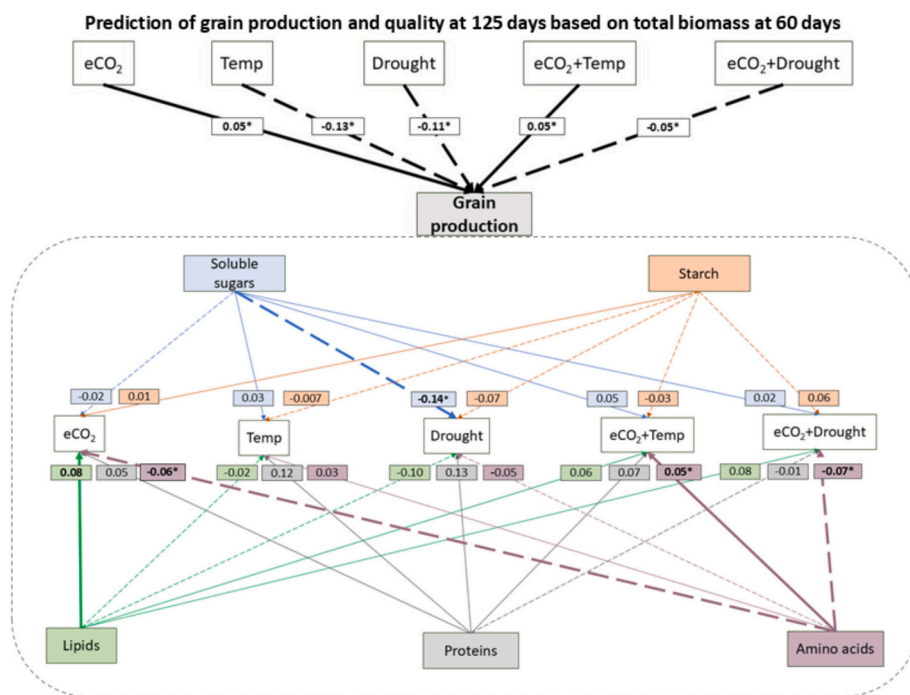 Prediction of grain production and quality at 125 days based on total biomass at 60 days
eCO₂ Temp Drought eCO₂+Temp eCO₂+Drought
0.05* -0.13* -0.11* 0.05* -0.05*
Grain
production
Soluble
sugars
Starch
-0.02 0.01 0.03 -0.007 -0.14* -0.07 0.05 -0.03 0.02 0.06
eCO₂ Temp Drought eCO₂+Temp eCO₂+Drought
0.08 0.05 -0.06* -0.02 0.12 0.03 -0.10 0.13 -0.05 0.06 0.07 0.05* 0.08 -0.01 -0.07*
Lipids Proteins Amino acids